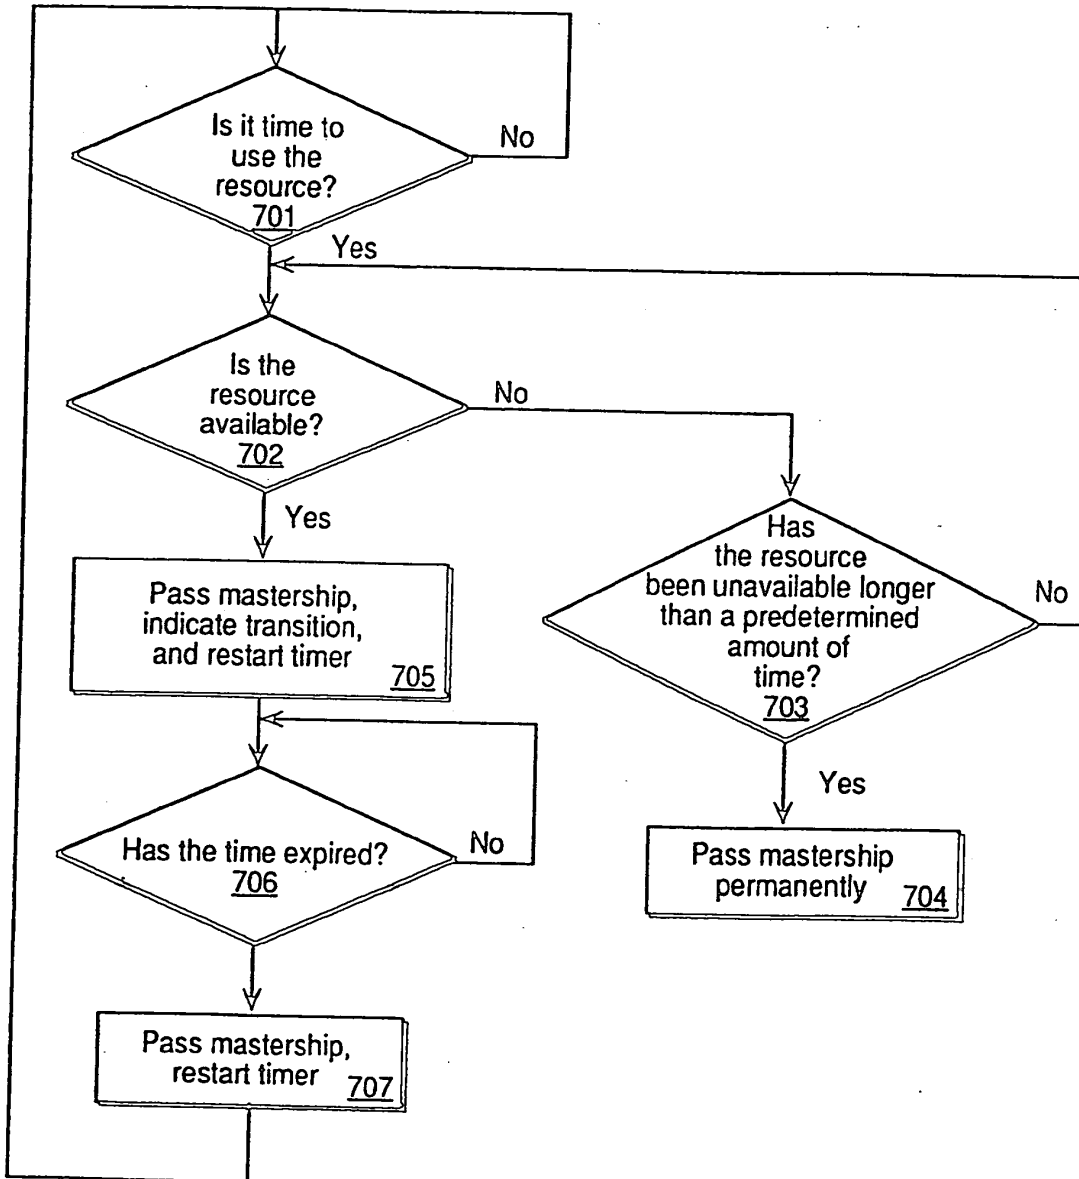 Is it time to
use the
resource?
701
No
Yes
Is the
resource
available?
702
No
Yes
Has
the resource
been unavailable longer
than a predetermined
amount of
time?
703
No
Yes
Pass mastership
permanently
704
Pass mastership,
indicate transition,
and restart timer
705
Has the time expired?
706
No
Pass mastership,
restart timer
707